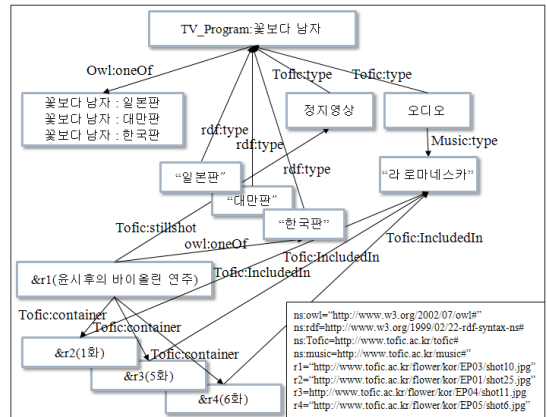 TV_Program:꽃보다 남자
Owl:oneOf
Tofic:type
Tofic:type
꽃보다 남자 : 일본판
꽃보다 남자 : 대만판
꽃보다 남자 : 한국판
정지영상
오디오
rdf:type
Music:type
rdf:type
rdf:type
“일본판”
“라 로마네스카”
“대만판”
“한국판”
Tofic:stillshot
owl:oneOf
Tofic:IncludedIn
Tofic:IncludedIn
Tofic:IncludedIn
&r1(윤시후의 바이올린 연주)
Tofic:container
Tofic:container
&r2(1화)
&r3(5화)
&r4(6화)
ns:owl=“http://www.w3.org/2002/07/owl#”
ns:rdf=http://www.w3.org/1999/02/22-rdf-syntax-ns#
ns:Tofic=http://www.tofic.ac.kr/tofic#
ns:music=http://www.tofic.ac.kr/music#”
r1=“http://www.tofic.ac.kr/flower/kor/EP03/shot10.jpg”
r2=“http://www.tofic.ac.kr/flower/kor/EP01/shot25.jpg”
r3=http://www.tofic.ac.kr/flower/kor/EP04/shot11.jpg
r4=“http://www.tofic.ac.kr/flower/kor/EP05/shot6.jpg”